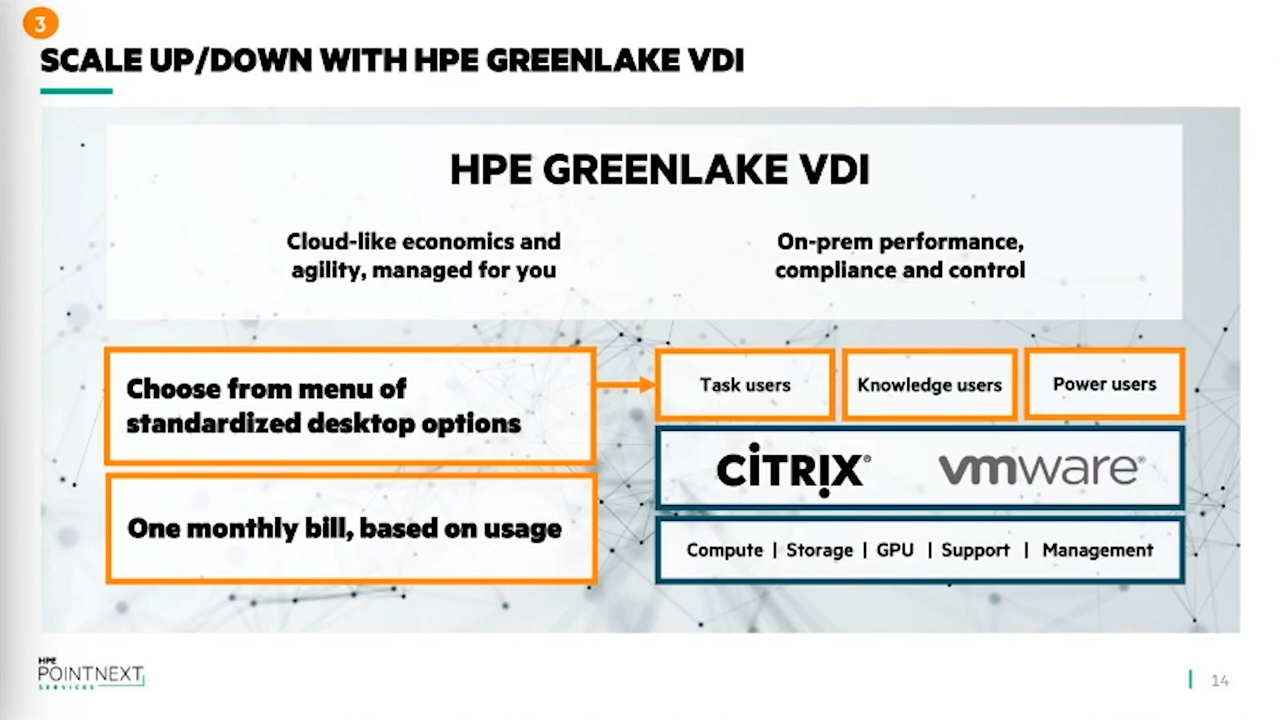 3
SCALE UP/DOWN WITH HPE GREENLAKE VDI
HPE GREENLAKE VDI
Cloud-like economics and
agility, managed for you
On-prem performance,
compliance and control
Choose from menu of
standardized desktop options
One monthly bill, based on usage
Task users
Knowledge users
Power users
CİTRIX®
vmware®
Compute | Storage | GPU | Support | Management
HPE
POINTNEXT
SERVICES
14